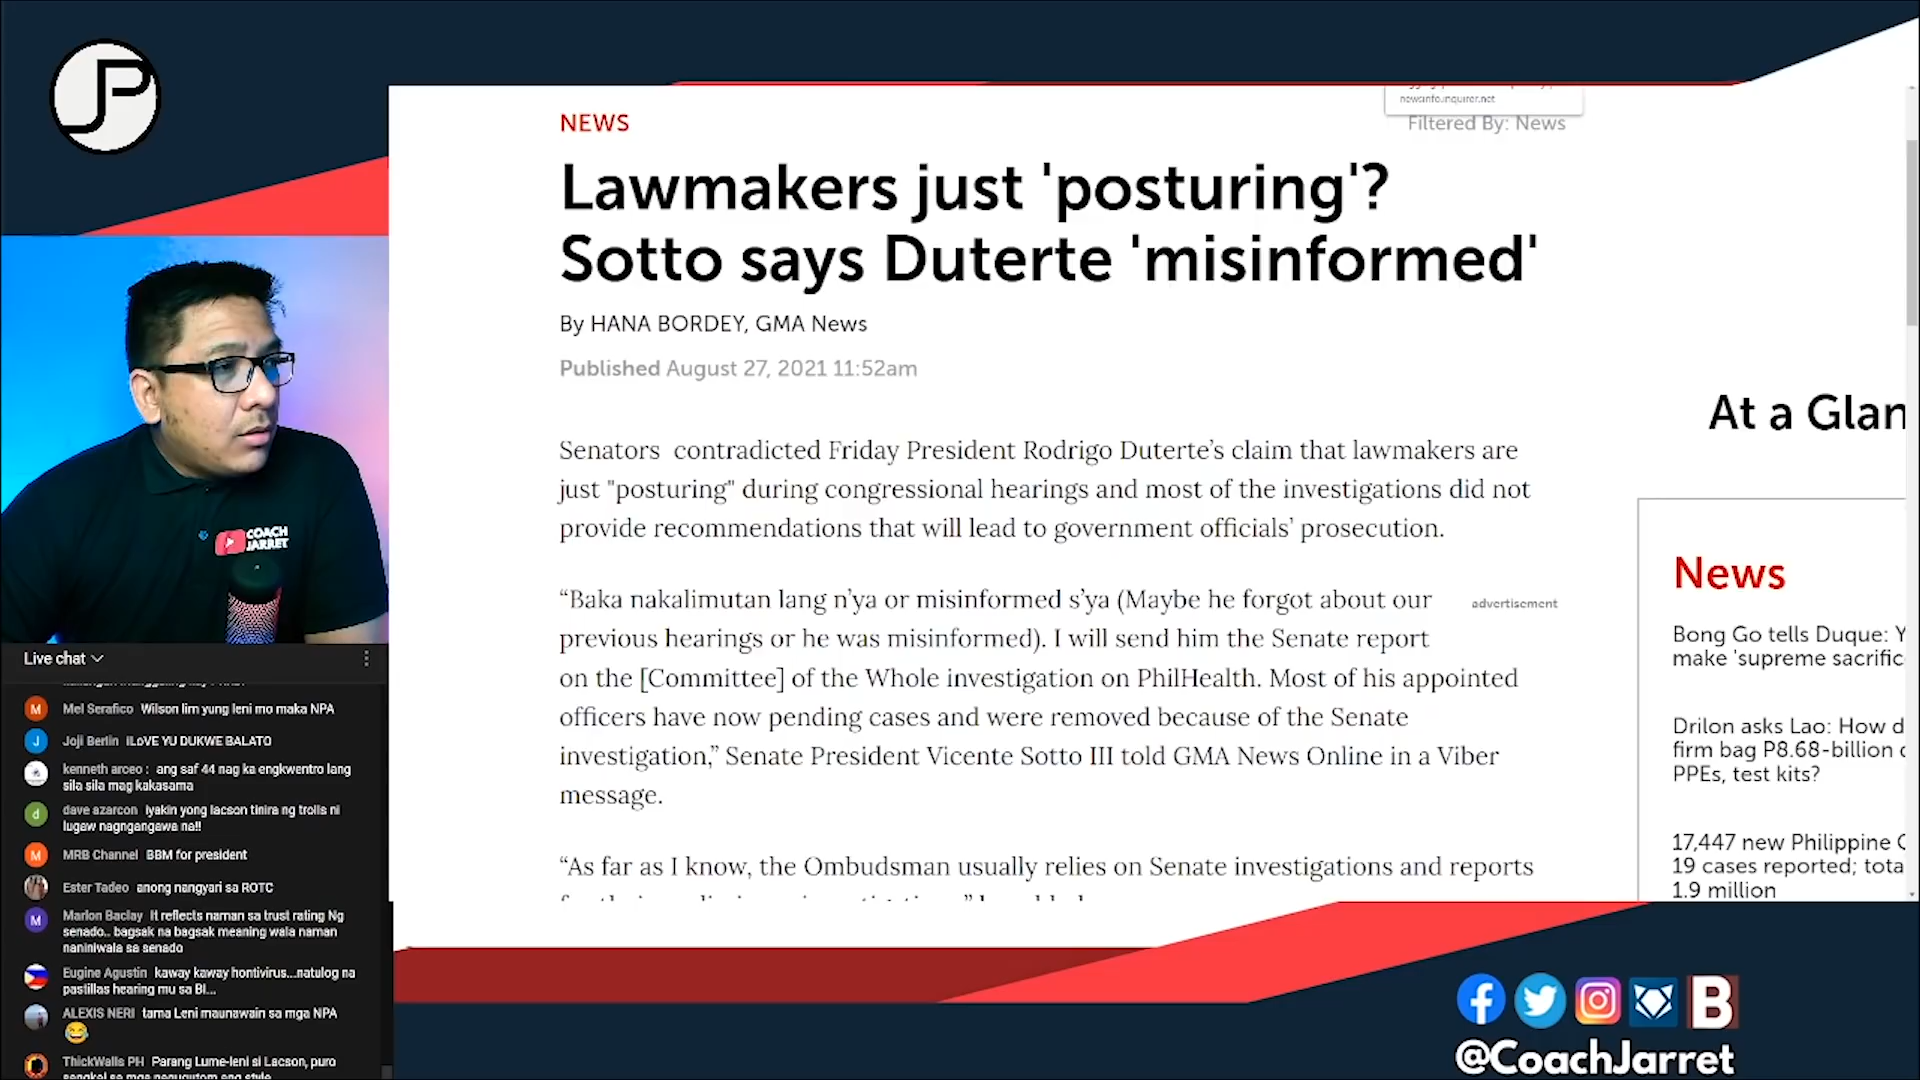 JP
newsinfo.inquirer.net
NEWS
Filtered By: News
Lawmakers just 'posturing'?
Sotto says Duterte 'misinformed'
By HANA BORDEY, GMA News
Published August 27, 2021 11:52am
Senators contradicted Friday President Rodrigo Duterte’s claim that lawmakers are
just "posturing" during congressional hearings and most of the investigations did not
provide recommendations that will lead to government officials’ prosecution.
“Baka nakalimutan lang n’ya or misinformed s’ya (Maybe he forgot about our
previous hearings or he was misinformed). I will send him the Senate report
on the [Committee] of the Whole investigation on PhilHealth. Most of his appointed
officers have now pending cases and were removed because of the Senate
investigation,” Senate President Vicente Sotto III told GMA News Online in a Viber
message.
“As far as I know, the Ombudsman usually relies on Senate investigations and reports
advertisement
At a Glan
News
Bong Go tells Duque: Y
make 'supreme sacrific
Drilon asks Lao: How d
firm bag P8.68-billion
PPEs, test kits?
17,447 new Philippine C
19 cases reported; tota
1.9 million
COACH
JARRET
Live chat
Mel Serafico Wilson lim yung leni mo maka NPA
Joji Berlin iLoVE YU DUKWE BALATO
kenneth arceo : ang saf 44 nag ka engkwentro lang
sila sila mag kakasama
dave azarcon iyakin yong lacson tinira ng trolls ni
lugaw nagngangawa na!!
MRB Channel BBM for president
Ester Tadeo anong nangyari sa ROTC
Marlon Baclay It reflects naman sa trust rating Ng
senado.. bagsak na bagsak meaning wala naman
naniniwala sa senado
Eugine Agustin kaway kaway hontivirus...natulog na
pastillas hearing mu sa BI...
ALEXIS NERI tama Leni maunawain sa mga NPA
ThickWalls PH Parang Lume-leni si Lacson, puro
@CoachJarret